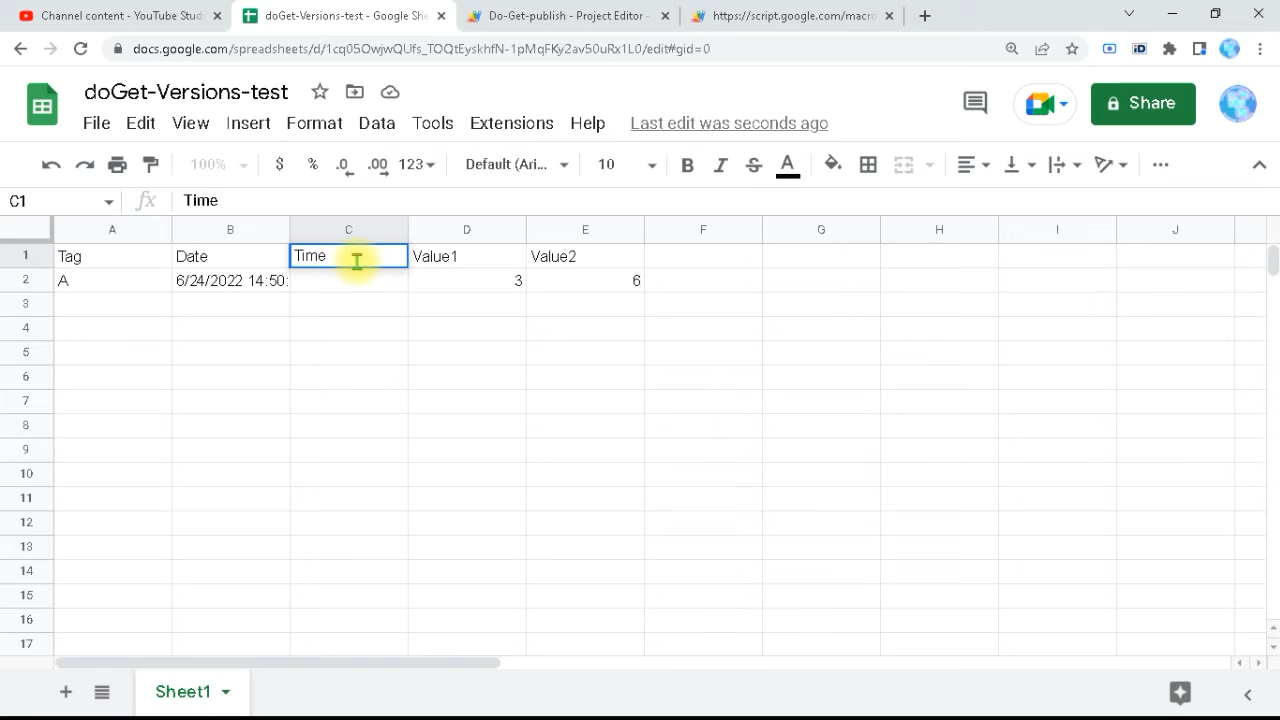 Channel content - YouTube Studi
doGet-Versions-test - Google She
Do-Get-publish - Project Editor -
https://script.google.com/macro
docs.google.com/spreadsheets/d/1cq05OwjwQUfs_TOQtEyskhfN-1pMqFKy2av50uRx1L0/edit#gid=0
doGet-Versions-test
Share
File Edit View Insert Format Data Tools Extensions Help Last edit was seconds ago
100% $ % .0 .00 123 Default (Ari... 10 B I S A
C1 fx Time
A B C D E F G H I J
1 Tag Date Time Value1 Value2
2 A 6/24/2022 14:50: 3 6
3
4
5
6
7
8
9
10
11
12
13
14
15
16
17
Sheet1